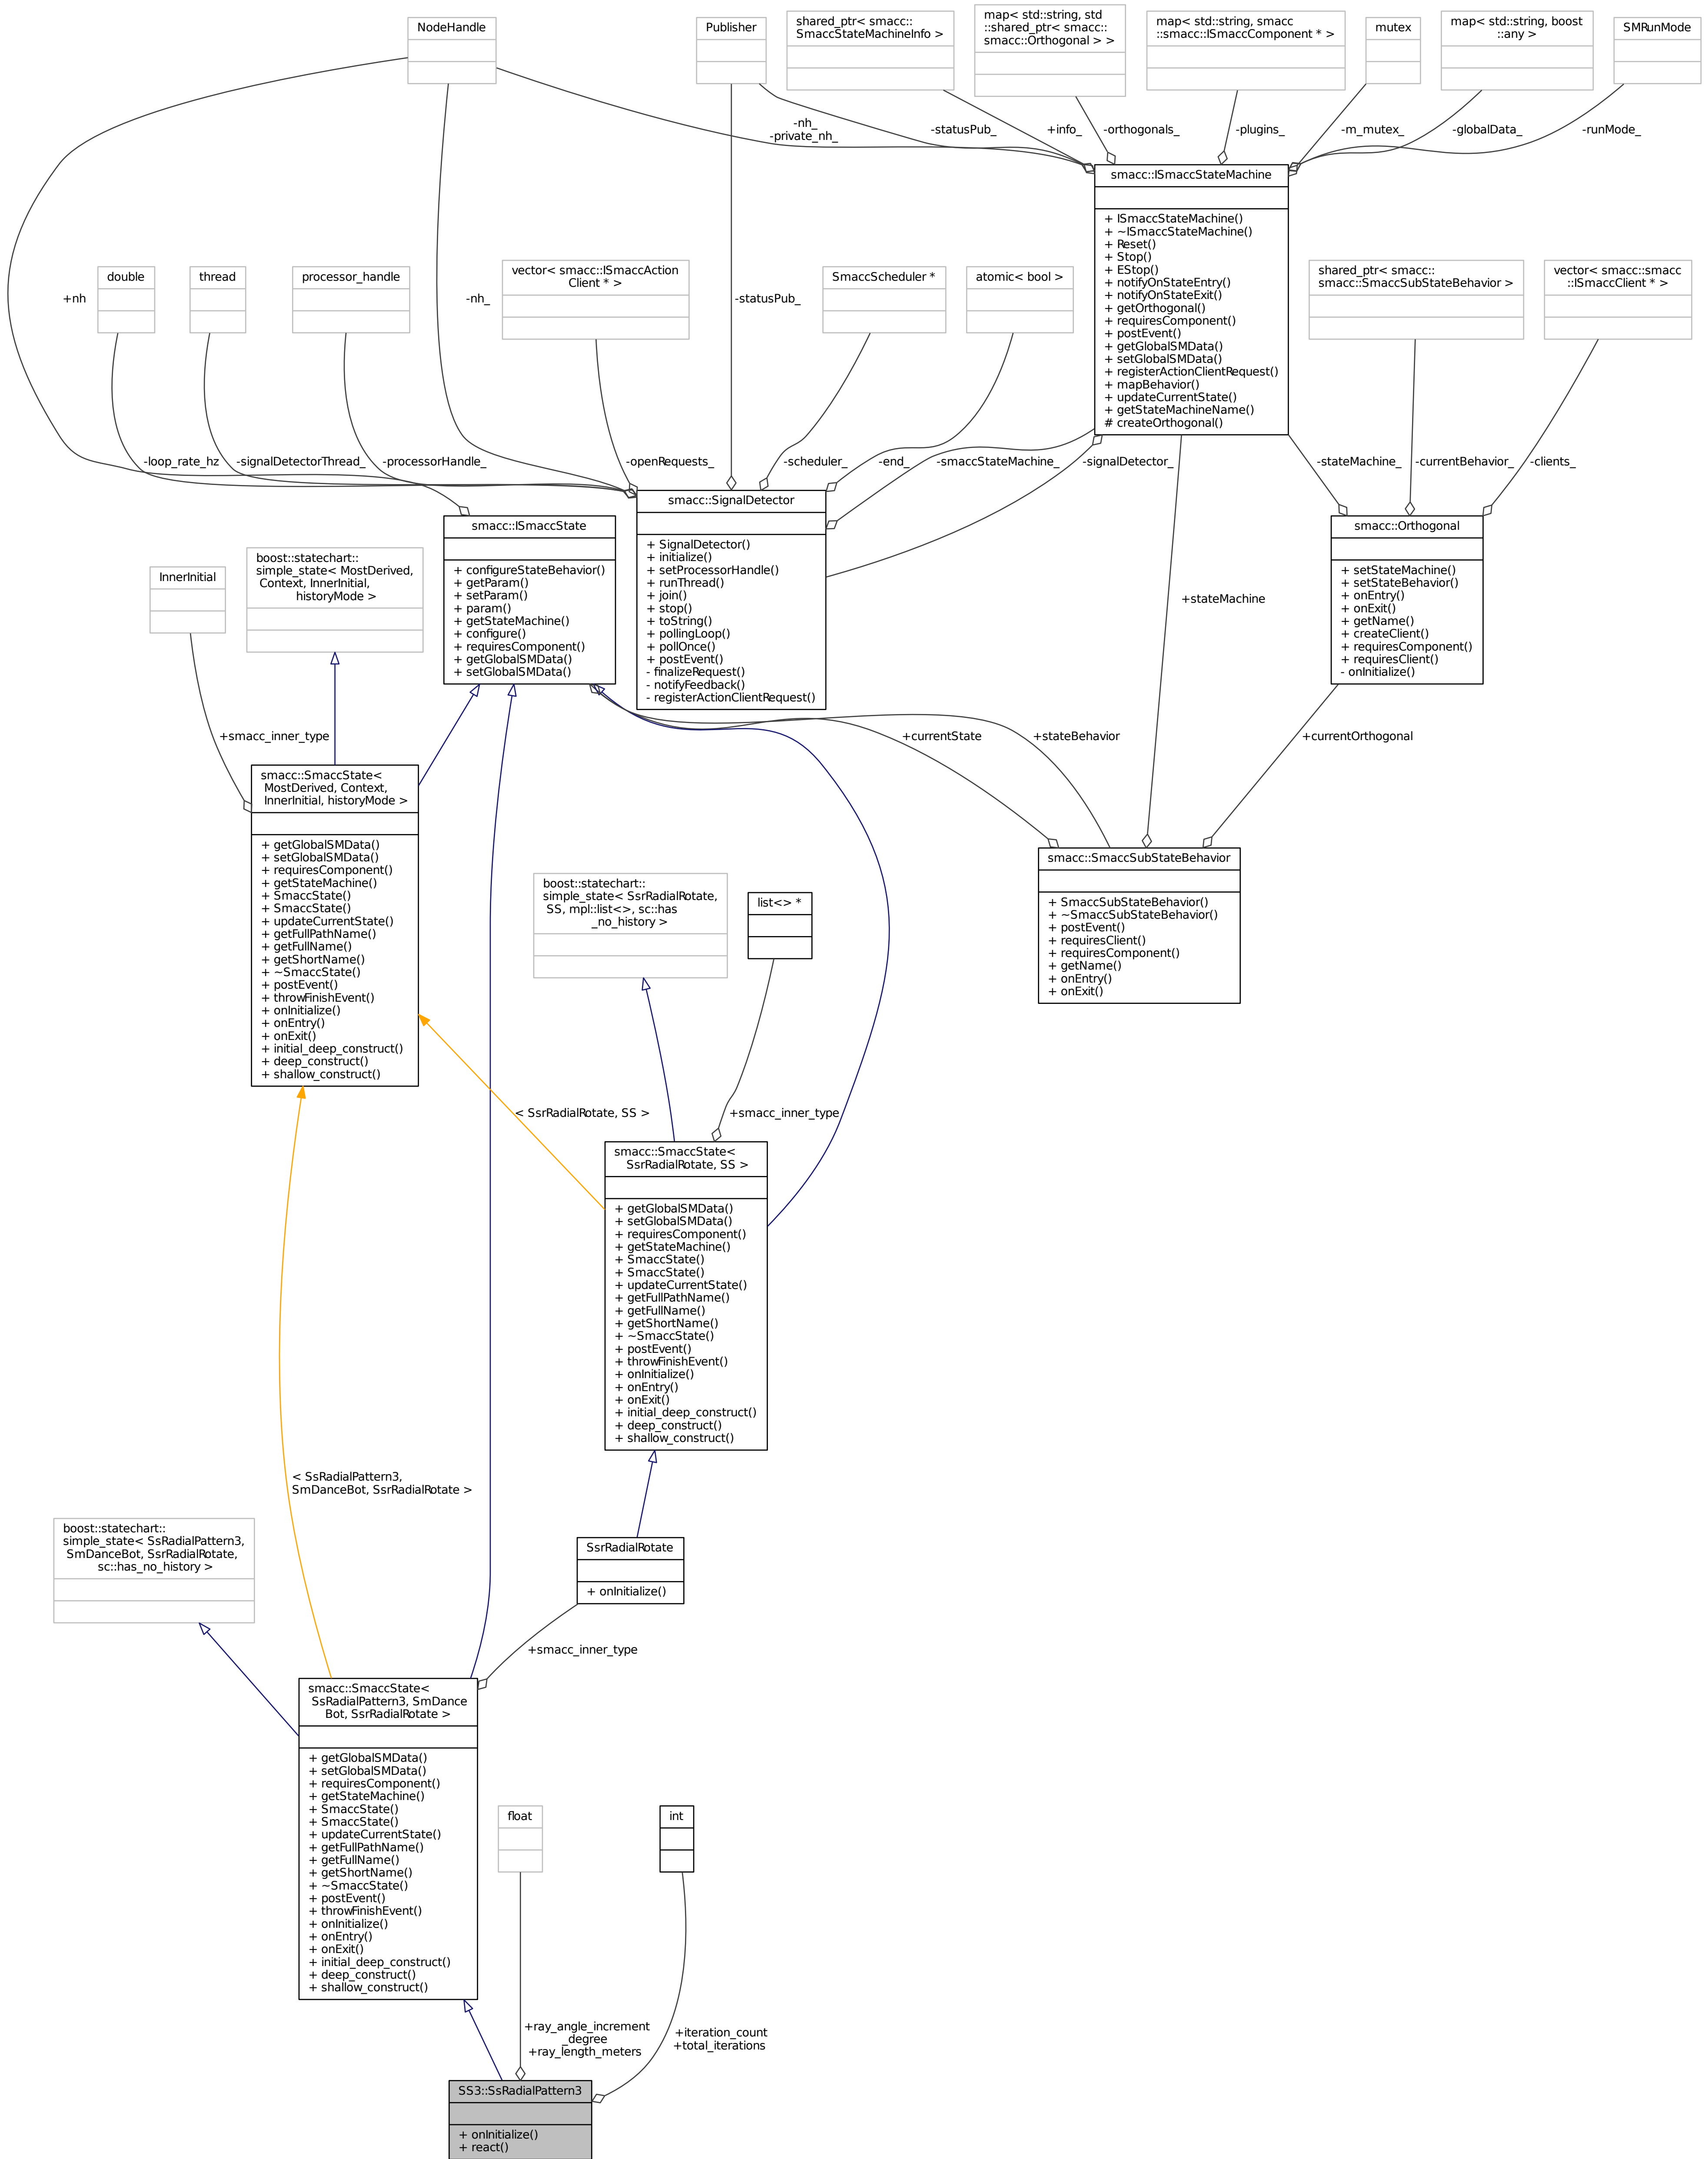 NodeHandle
Publisher
shared_ptr< smacc::
SmaccStateMachineInfo >
map< std::string, std
::shared_ptr< smacc::
smacc::Orthogonal > >
map< std::string, smacc
::smacc::ISmaccComponent * >
mutex
map< std::string, boost
::any >
SMRunMode
-nh_
-private_nh_
-statusPub_
+info_
-orthogonals_
-plugins_
-m_mutex_
-globalData_
-runMode_
smacc::ISmaccStateMachine
+ ISmaccStateMachine()
+ ~ISmaccStateMachine()
+ Reset()
+ Stop()
+ EStop()
+ notifyOnStateEntry()
+ notifyOnStateExit()
+ getOrthogonal()
+ requiresComponent()
+ postEvent()
+ getGlobalSMData()
+ setGlobalSMData()
+ registerActionClientRequest()
+ mapBehavior()
+ updateCurrentState()
+ getStateMachineName()
# createOrthogonal()
+nh
double
thread
processor_handle
-nh_
vector< smacc::ISmaccAction
Client * >
-statusPub_
SmaccScheduler *
atomic< bool >
shared_ptr< smacc::
smacc::SmaccSubStateBehavior >
vector< smacc::smacc
::ISmaccClient * >
-loop_rate_hz
-signalDetectorThread_
-processorHandle_
-openRequests_
-scheduler_
-end_
-smaccStateMachine_
-signalDetector_
-stateMachine_
-currentBehavior_
-clients_
smacc::SignalDetector
+ SignalDetector()
+ initialize()
+ setProcessorHandle()
+ runThread()
+ join()
+ stop()
+ toString()
+ pollingLoop()
+ pollOnce()
+ postEvent()
- finalizeRequest()
- notifyFeedback()
- registerActionClientRequest()
smacc::ISmaccState
+ configureStateBehavior()
+ getParam()
+ setParam()
+ param()
+ getStateMachine()
+ configure()
+ requiresComponent()
+ getGlobalSMData()
+ setGlobalSMData()
smacc::Orthogonal
+ setStateMachine()
+ setStateBehavior()
+ onEntry()
+ onExit()
+ getName()
+ createClient()
+ requiresComponent()
+ requiresClient()
- onInitialize()
InnerInitial
boost::statechart::
simple_state< MostDerived,
Context, InnerInitial,
historyMode >
+stateMachine
+smacc_inner_type
+currentState
+stateBehavior
+currentOrthogonal
smacc::SmaccState<
MostDerived, Context,
InnerInitial, historyMode >
+ getGlobalSMData()
+ setGlobalSMData()
+ requiresComponent()
+ getStateMachine()
+ SmaccState()
+ SmaccState()
+ updateCurrentState()
+ getFullPathName()
+ getFullName()
+ getShortName()
+ ~SmaccState()
+ postEvent()
+ throwFinishEvent()
+ onInitialize()
+ onEntry()
+ onExit()
+ initial_deep_construct()
+ deep_construct()
+ shallow_construct()
smacc::SmaccSubStateBehavior
+ SmaccSubStateBehavior()
+ ~SmaccSubStateBehavior()
+ postEvent()
+ requiresClient()
+ requiresComponent()
+ getName()
+ onEntry()
+ onExit()
boost::statechart::
simple_state< SsrRadialRotate,
SS, mpl::list<>, sc::has
_no_history >
list<> *
< SsrRadialRotate, SS >
+smacc_inner_type
smacc::SmaccState<
SsrRadialRotate, SS >
+ getGlobalSMData()
+ setGlobalSMData()
+ requiresComponent()
+ getStateMachine()
+ SmaccState()
+ SmaccState()
+ updateCurrentState()
+ getFullPathName()
+ getFullName()
+ getShortName()
+ ~SmaccState()
+ postEvent()
+ throwFinishEvent()
+ onInitialize()
+ onEntry()
+ onExit()
+ initial_deep_construct()
+ deep_construct()
+ shallow_construct()
< SsRadialPattern3,
SmDanceBot, SsrRadialRotate >
boost::statechart::
simple_state< SsRadialPattern3,
SmDanceBot, SsrRadialRotate,
sc::has_no_history >
SsrRadialRotate
+ onInitialize()
+smacc_inner_type
smacc::SmaccState<
SsRadialPattern3, SmDance
Bot, SsrRadialRotate >
+ getGlobalSMData()
+ setGlobalSMData()
+ requiresComponent()
+ getStateMachine()
+ SmaccState()
+ SmaccState()
+ updateCurrentState()
+ getFullPathName()
+ getFullName()
+ getShortName()
+ ~SmaccState()
+ postEvent()
+ throwFinishEvent()
+ onInitialize()
+ onEntry()
+ onExit()
+ initial_deep_construct()
+ deep_construct()
+ shallow_construct()
float
int
+ray_angle_increment
_degree
+ray_length_meters
+iteration_count
+total_iterations
SS3::SsRadialPattern3
+ onInitialize()
+ react()